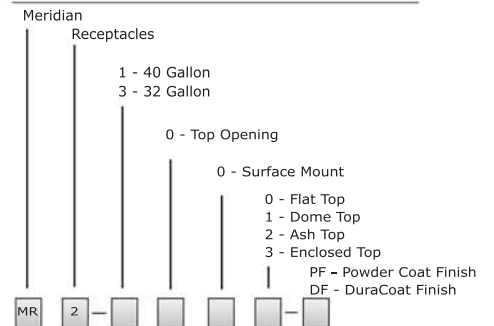 Meridian
Receptacles
1 - 40 Gallon
3 - 32 Gallon
0 - Top Opening
0 - Surface Mount
0 - Flat Top
1 - Dome Top
2 - Ash Top
3 - Enclosed Top
PF - Powder Coat Finish
DF - DuraCoat Finish
MR 2 - -